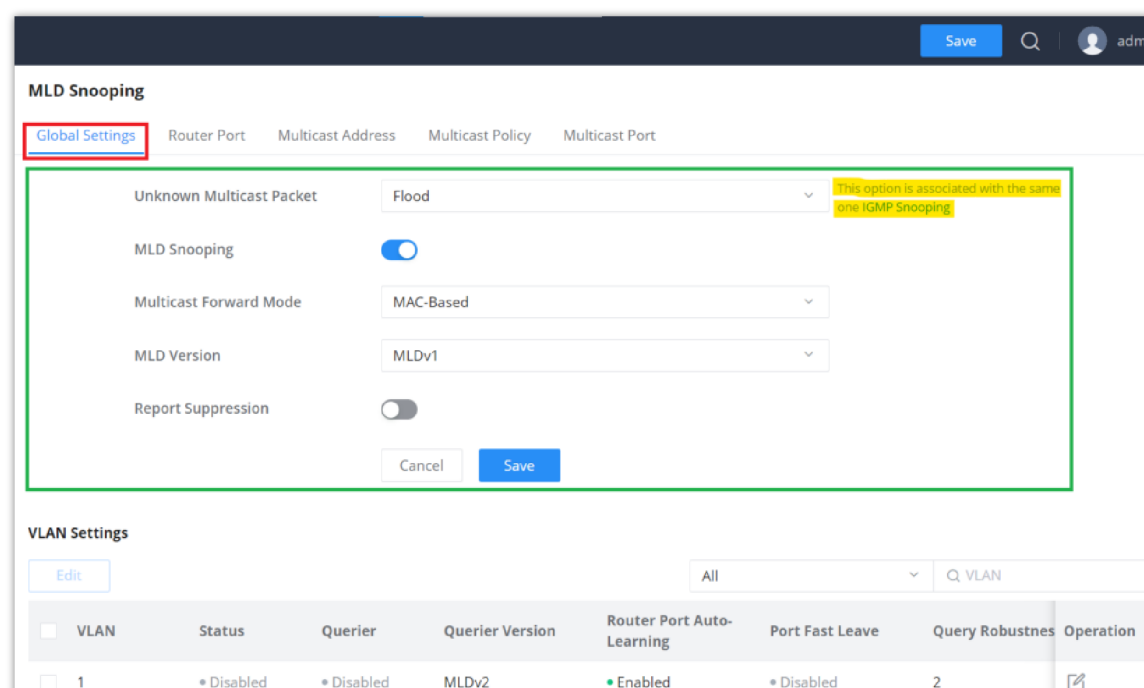 Save
adm
MLD Snooping
Global Settings Router Port Multicast Address Multicast Policy Multicast Port
Unknown Multicast Packet Flood
This option is associated with the same
one IGMP Snooping
MLD Snooping
Multicast Forward Mode MAC-Based
MLD Version MLDv1
Report Suppression
Cancel Save
VLAN Settings
Edit All VLAN
VLAN Status Querier Querier Version Router Port Auto-
Learning Port Fast Leave Query Robustnes Operation
1 Disabled Disabled MLDv2 Enabled Disabled 2